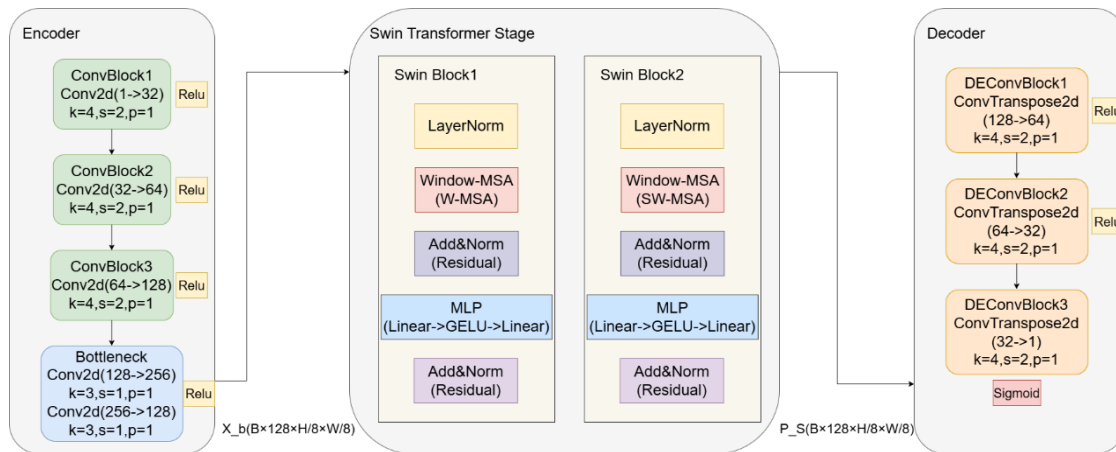 Encoder
ConvBlock1
Conv2d(1->32)
k=4,s=2,p=1
Relu
ConvBlock2
Conv2d(32->64)
k=4,s=2,p=1
Relu
ConvBlock3
Conv2d(64->128)
k=4,s=2,p=1
Relu
Bottleneck
Conv2d(128->256)
k=3,s=1,p=1
Conv2d(256->128)
k=3,s=1,p=1
Relu
X_b(B×128×H/8×W/8)
Swin Transformer Stage
Swin Block1
LayerNorm
Window-MSA
(W-MSA)
Add&Norm
(Residual)
MLP
(Linear->GELU->Linear)
Add&Norm
(Residual)
Swin Block2
LayerNorm
Window-MSA
(SW-MSA)
Add&Norm
(Residual)
MLP
(Linear->GELU->Linear)
Add&Norm
(Residual)
P_S(B×128×H/8×W/8)
Decoder
DEConvBlock1
ConvTranspose2d
(128->64)
k=4,s=2,p=1
Relu
DEConvBlock2
ConvTranspose2d
(64->32)
k=4,s=2,p=1
Relu
DEConvBlock3
ConvTranspose2d
(32->1)
k=4,s=2,p=1
Sigmoid